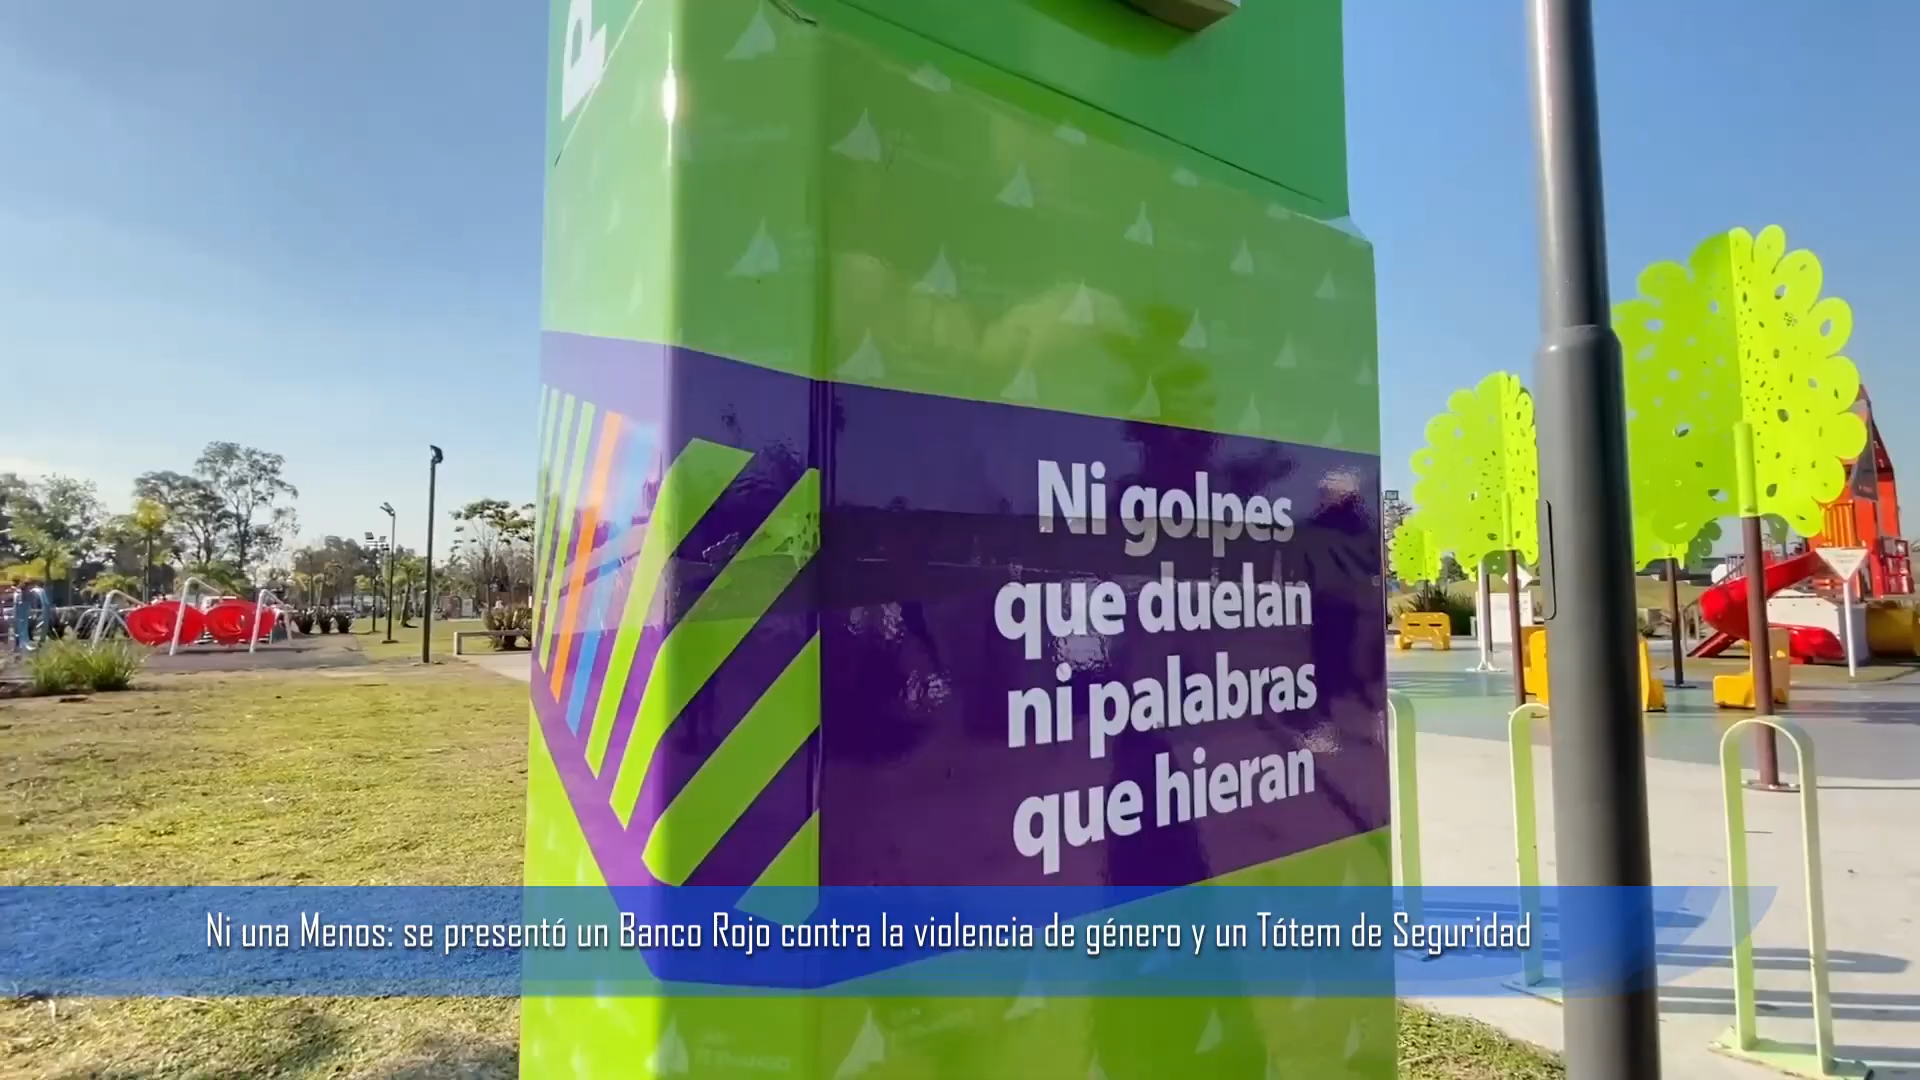 Ni golpes
que duelan
ni palabras
que hieran
Ni una Menos: se presentó un Banco Rojo contra la violencia de género y un Tótem de Seguridad